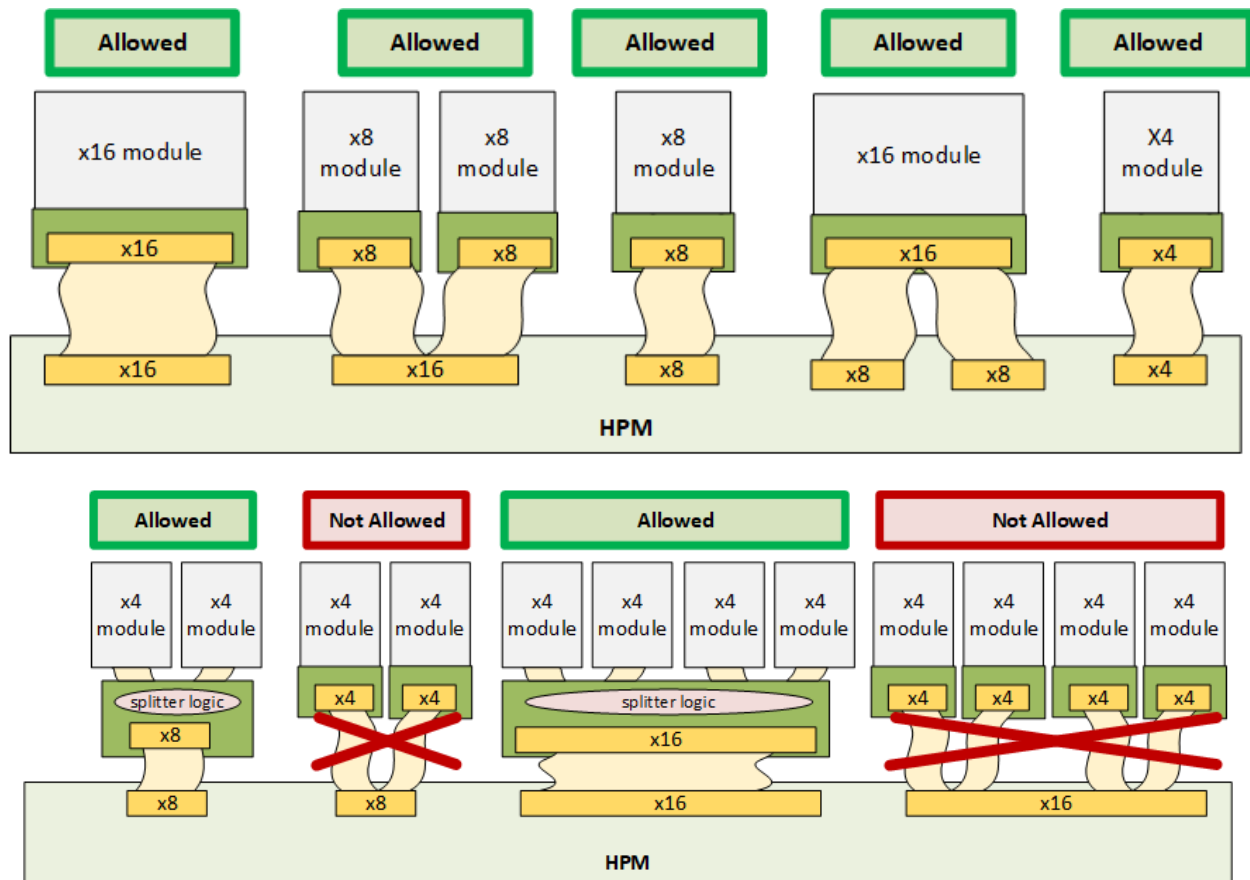 Allowed
Allowed
Allowed
Allowed
Allowed
x16 module
x8
module
x8
module
x8
module
x16 module
X4
module
x16
x8
x8
x8
x16
x4
x16
x16
x8
x8
x8
x4
HPM
Allowed
Not Allowed
Allowed
Not Allowed
x4
module
x4
module
x4
module
x4
module
x4
module
x4
module
x4
module
x4
module
x4
module
x4
module
x4
module
x4
module
splitter logic
x4
x4
splitter logic
x4
x4
x4
x4
x8
x16
x8
x8
x16
x16
HPM